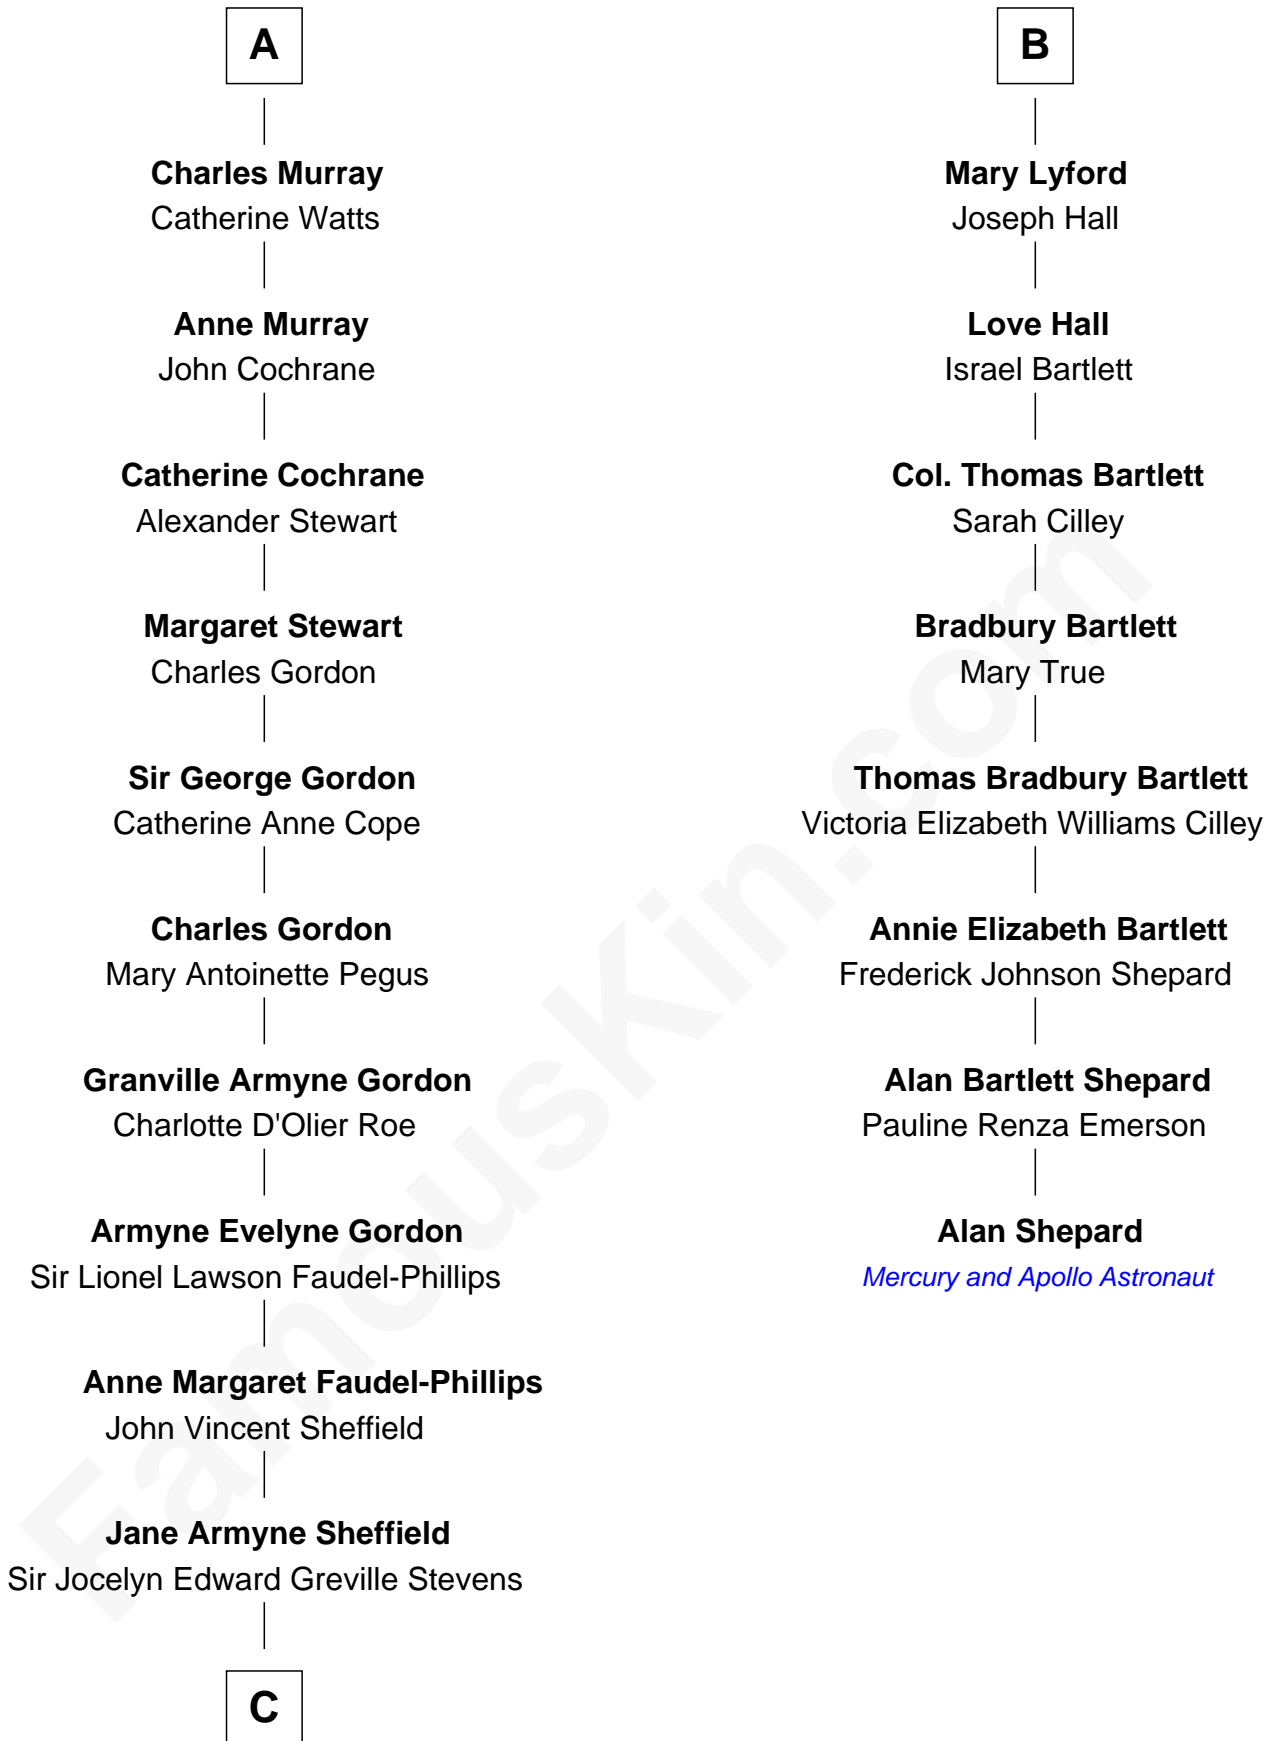 A
Charles Murray
Catherine Watts
Anne Murray
John Cochrane
Catherine Cochrane
Alexander Stewart
Margaret Stewart
Charles Gordon
Sir George Gordon
Catherine Anne Cope
Charles Gordon
Mary Antoinette Pegus
Granville Armyne Gordon
Charlotte D'Olier Roe
Armyne Evelyne Gordon
Sir Lionel Lawson Faudel-Phillips
Anne Margaret Faudel-Phillips
John Vincent Sheffield
Jane Armyne Sheffield
Sir Jocelyn Edward Greville Stevens
C
B
Mary Lyford
Joseph Hall
Love Hall
Israel Bartlett
Col. Thomas Bartlett
Sarah Cilley
Bradbury Bartlett
Mary True
Thomas Bradbury Bartlett
Victoria Elizabeth Williams Cilley
Annie Elizabeth Bartlett
Frederick Johnson Shepard
Alan Bartlett Shepard
Pauline Renza Emerson
Alan Shepard
Mercury and Apollo Astronaut
FamousKin.com